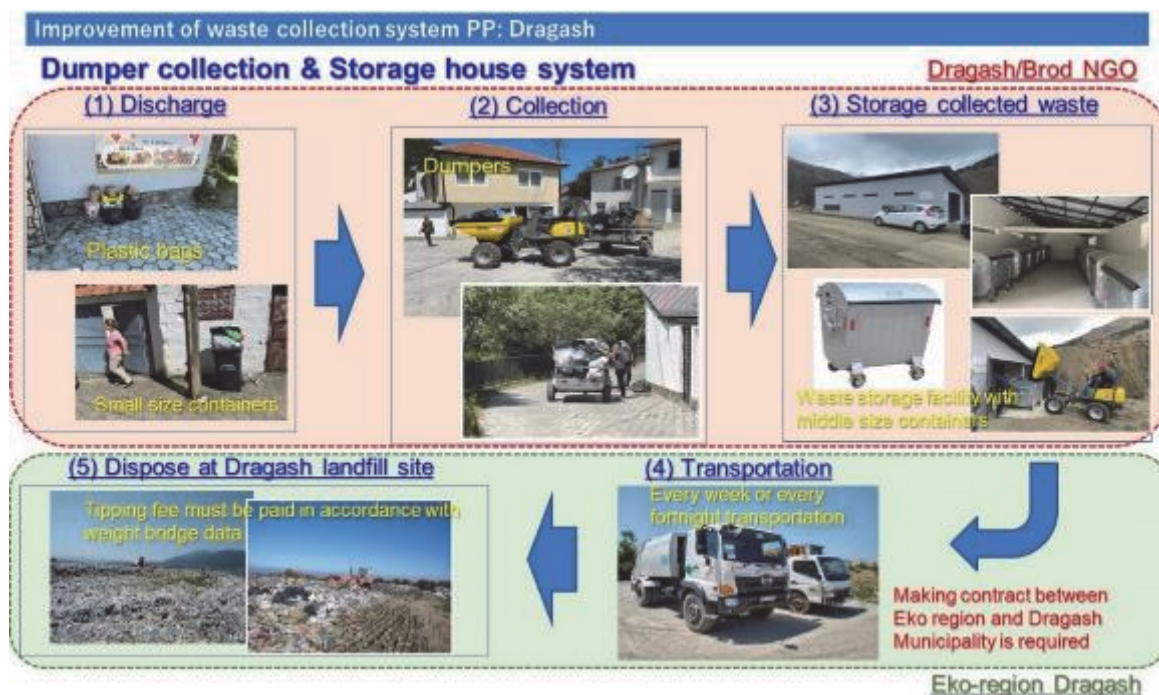 Improvement of waste collection system PP: Dragash
Dumper collection & Storage house system
Dragash/Brod NGO
(1) Discharge
Plastic bags
Small size containers
(2) Collection
Dumpers
(3) Storage collected waste
Waste storage facility with
middle size containers
(4) Transportation
Every week or every
fortnight transportation
Making contract between
Eko region and Dragash
Municipality is required
(5) Dispose at Dragash landfill site
Tipping fee must be paid in accordance with
weight bridge data
Eko-region Dragash